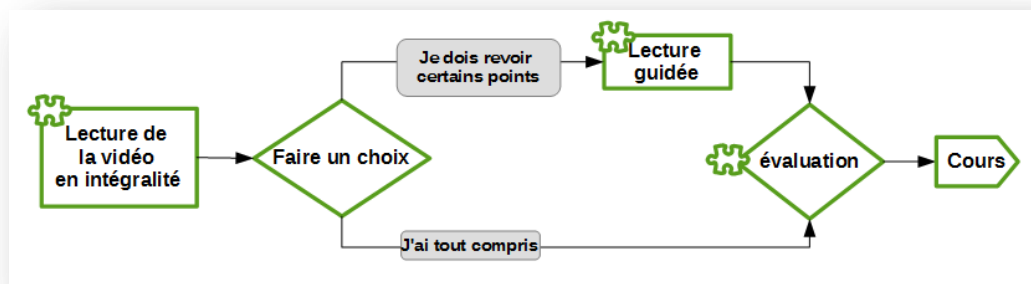 Lecture de
la vidéo
en intégralité
Faire un choix
Je dois revoir
certains points
Lecture
guidée
J'ai tout compris
évaluation
Cours